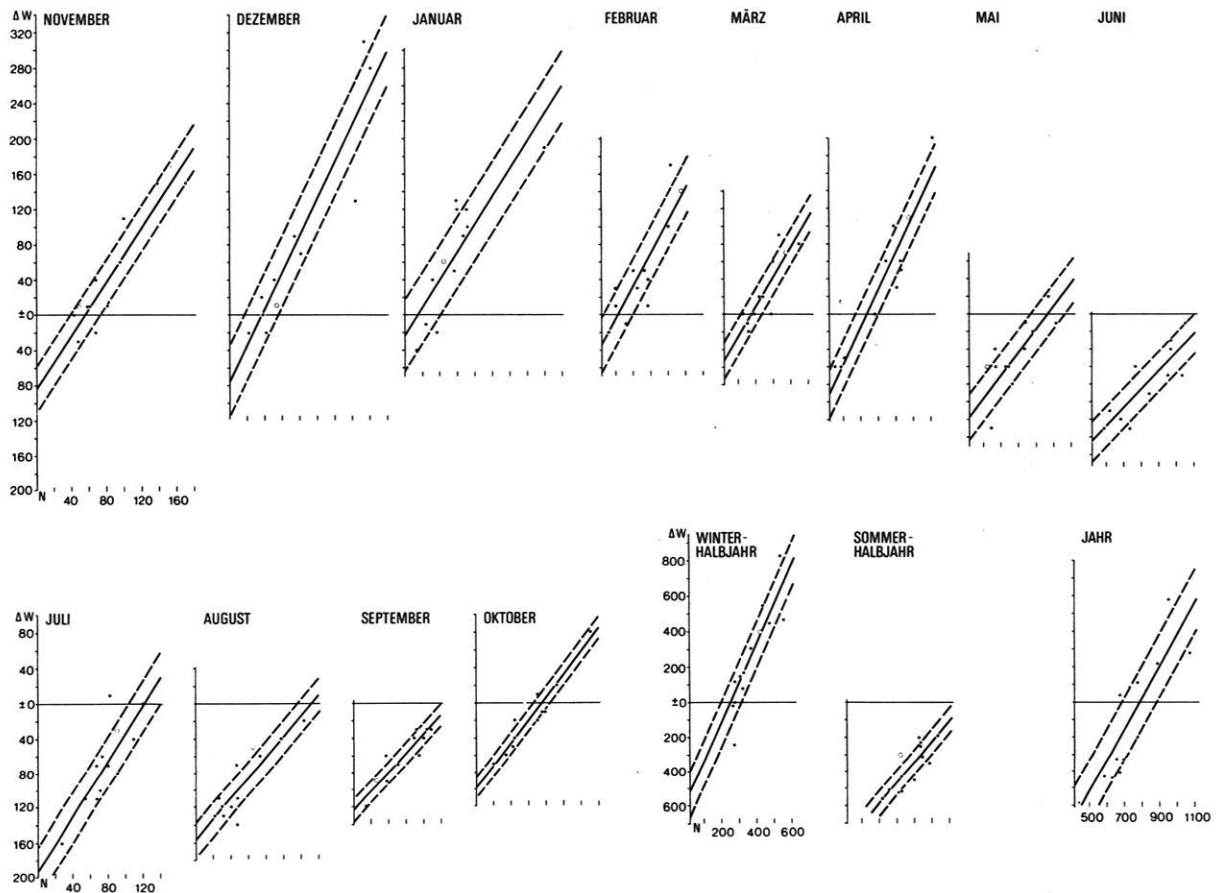 ΔW NOVEMBER DEZEMBER JANUAR FEBRUAR MÄRZ APRIL MAI JUNI
320
280
240
200
160
120
80
40
±0
40
80
120
160
200
N 40 80 120 160
ΔW JULI AUGUST SEPTEMBER OKTOBER
80
40
±0
40
80
120
160
200
N 40 80 120
ΔW WINTER-
HALBJAHR
SOMMER-
HALBJAHR
JAHR
800
600
400
200
±0
200
400
600
N 200 400 600
500 700 900 1100